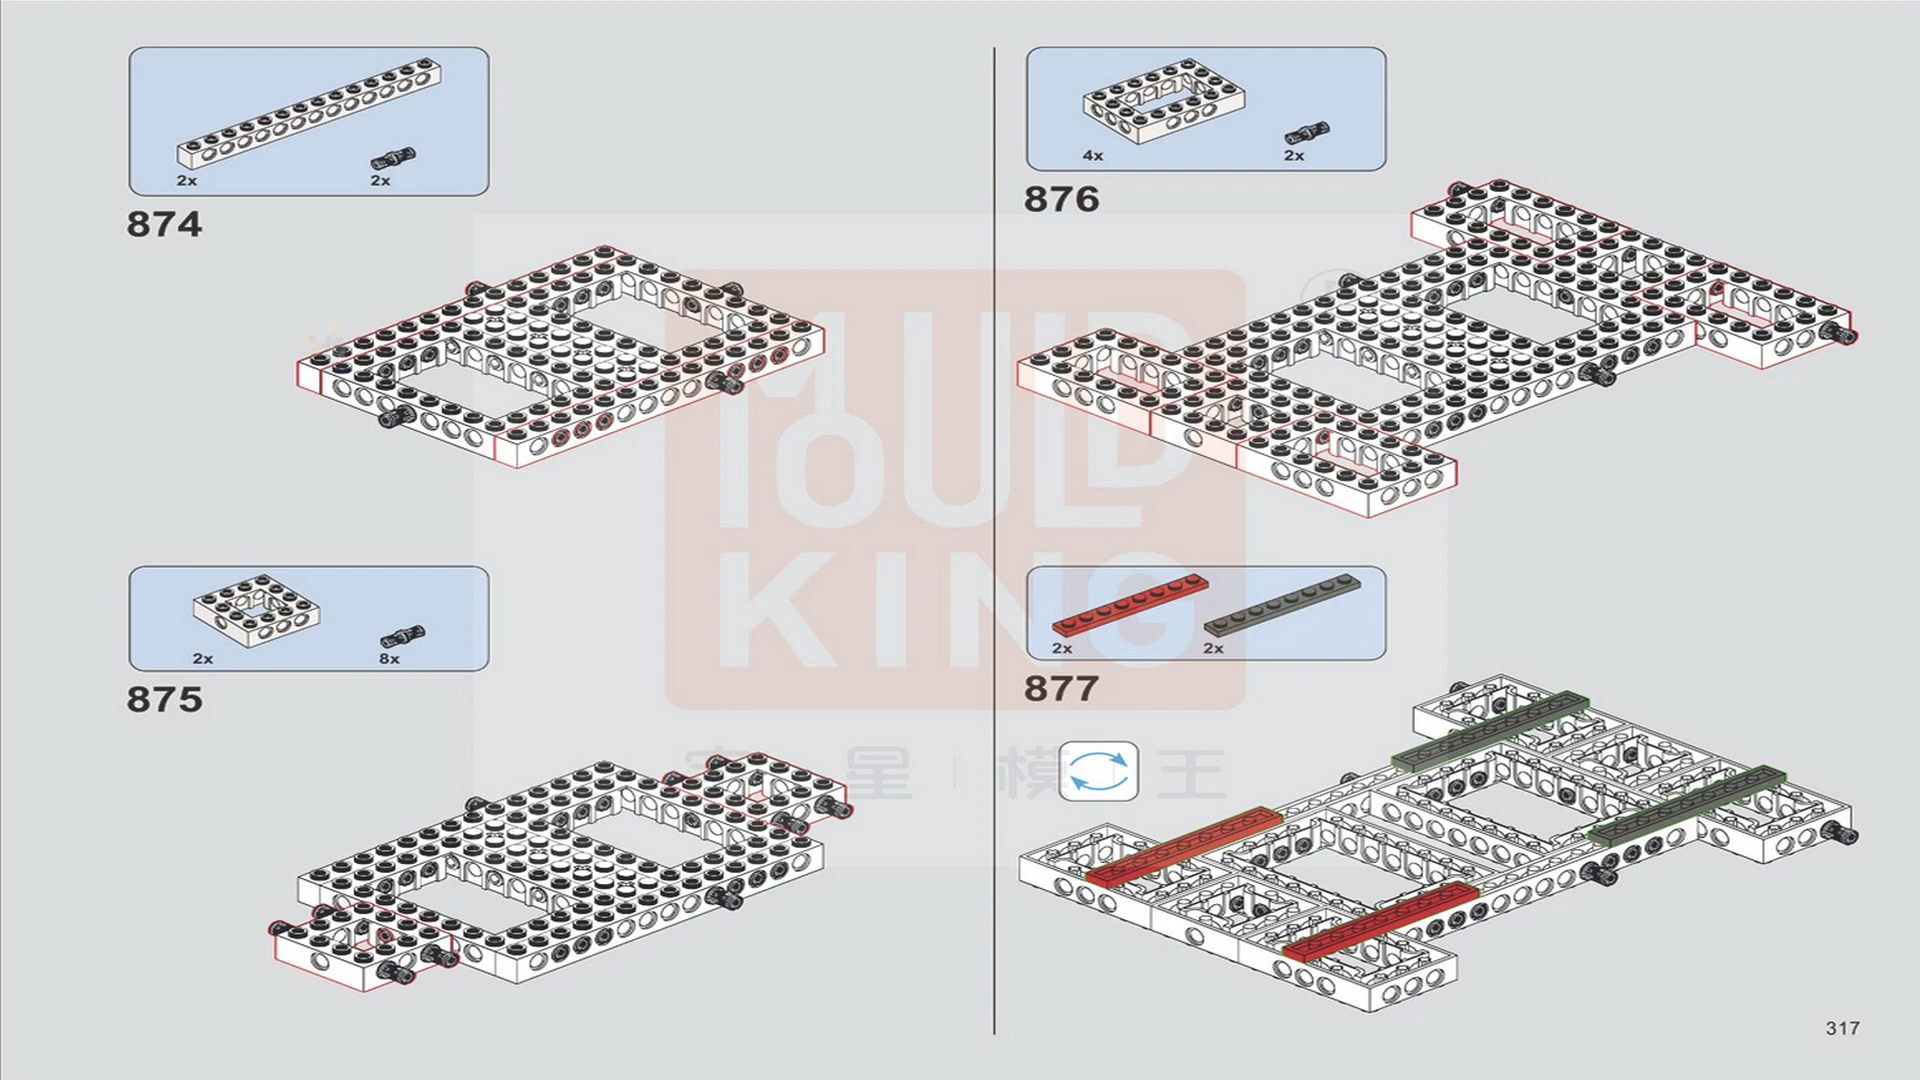 2x 2x
874
2x 8x
875
4x 2x
876
2x 2x
877
MOULD
KING
星 | 模 王
317